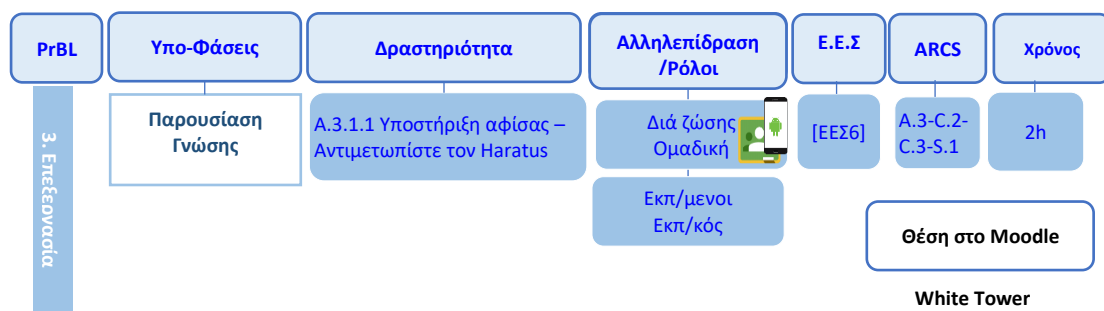 PrBL
Υπο-Φάσεις
Δραστηριότητα
Αλληλεπίδραση
/Ρόλοι
Ε.Ε.Σ
ARCS
Χρόνος
3. Επεξεργασία
Παρουσίαση
Γνώσης
Α.3.1.1 Υποστήριξη αφίσας –
Αντιμετωπίστε τον Haratus
Διά ζώσης
Ομαδική
[ΕΕΣ6]
A.3-C.2-
C.3-S.1
2h
Εκπ/μενοι
Εκπ/κός
Θέση στο Moodle
White Tower